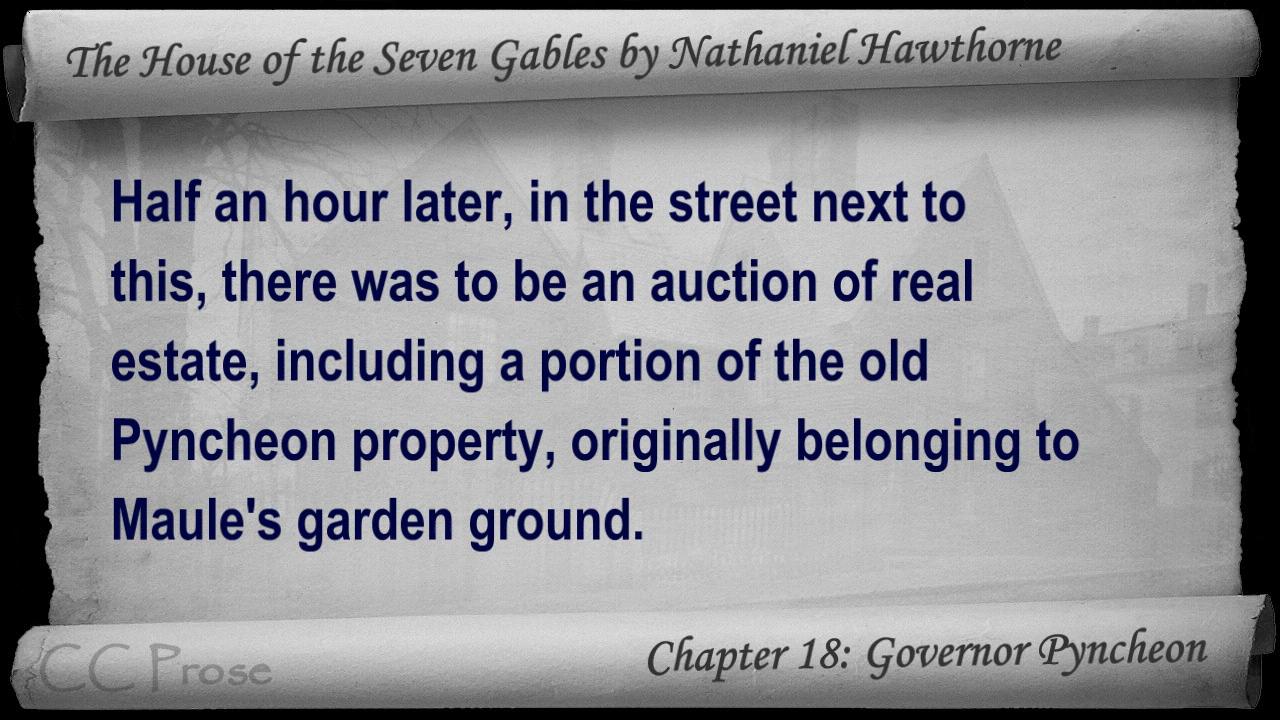 The House of the Seven Gables by Nathaniel Hawthorne
Half an hour later, in the street next to
this, there was to be an auction of real
estate, including a portion of the old
Pyncheon property, originally belonging to
Maule's garden ground.
CC Prose
Chapter 18: Governor Pyncheon